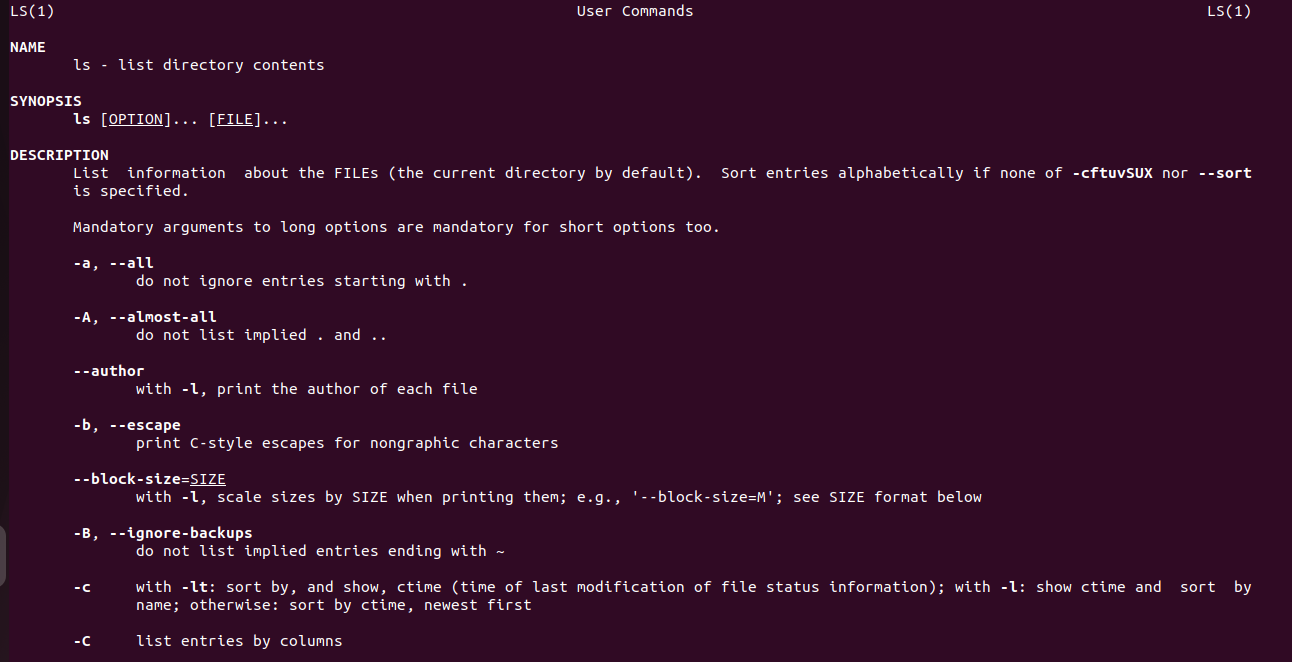 LS(1) User Commands LS(1)
NAME
ls - list directory contents
SYNOPSIS
ls [OPTION]... [FILE]...
DESCRIPTION
List information about the FILEs (the current directory by default). Sort entries alphabetically if none of -cftuvSUX nor --sort
is specified.
Mandatory arguments to long options are mandatory for short options too.
-a, --all
do not ignore entries starting with .
-A, --almost-all
do not list implied . and ..
--author
with -l, print the author of each file
-b, --escape
print C-style escapes for nongraphic characters
--block-size=SIZE
with -l, scale sizes by SIZE when printing them; e.g., '--block-size=M'; see SIZE format below
-B, --ignore-backups
do not list implied entries ending with ~
-c with -lt: sort by, and show, ctime (time of last modification of file status information); with -l: show ctime and sort by
name; otherwise: sort by ctime, newest first
-C list entries by columns